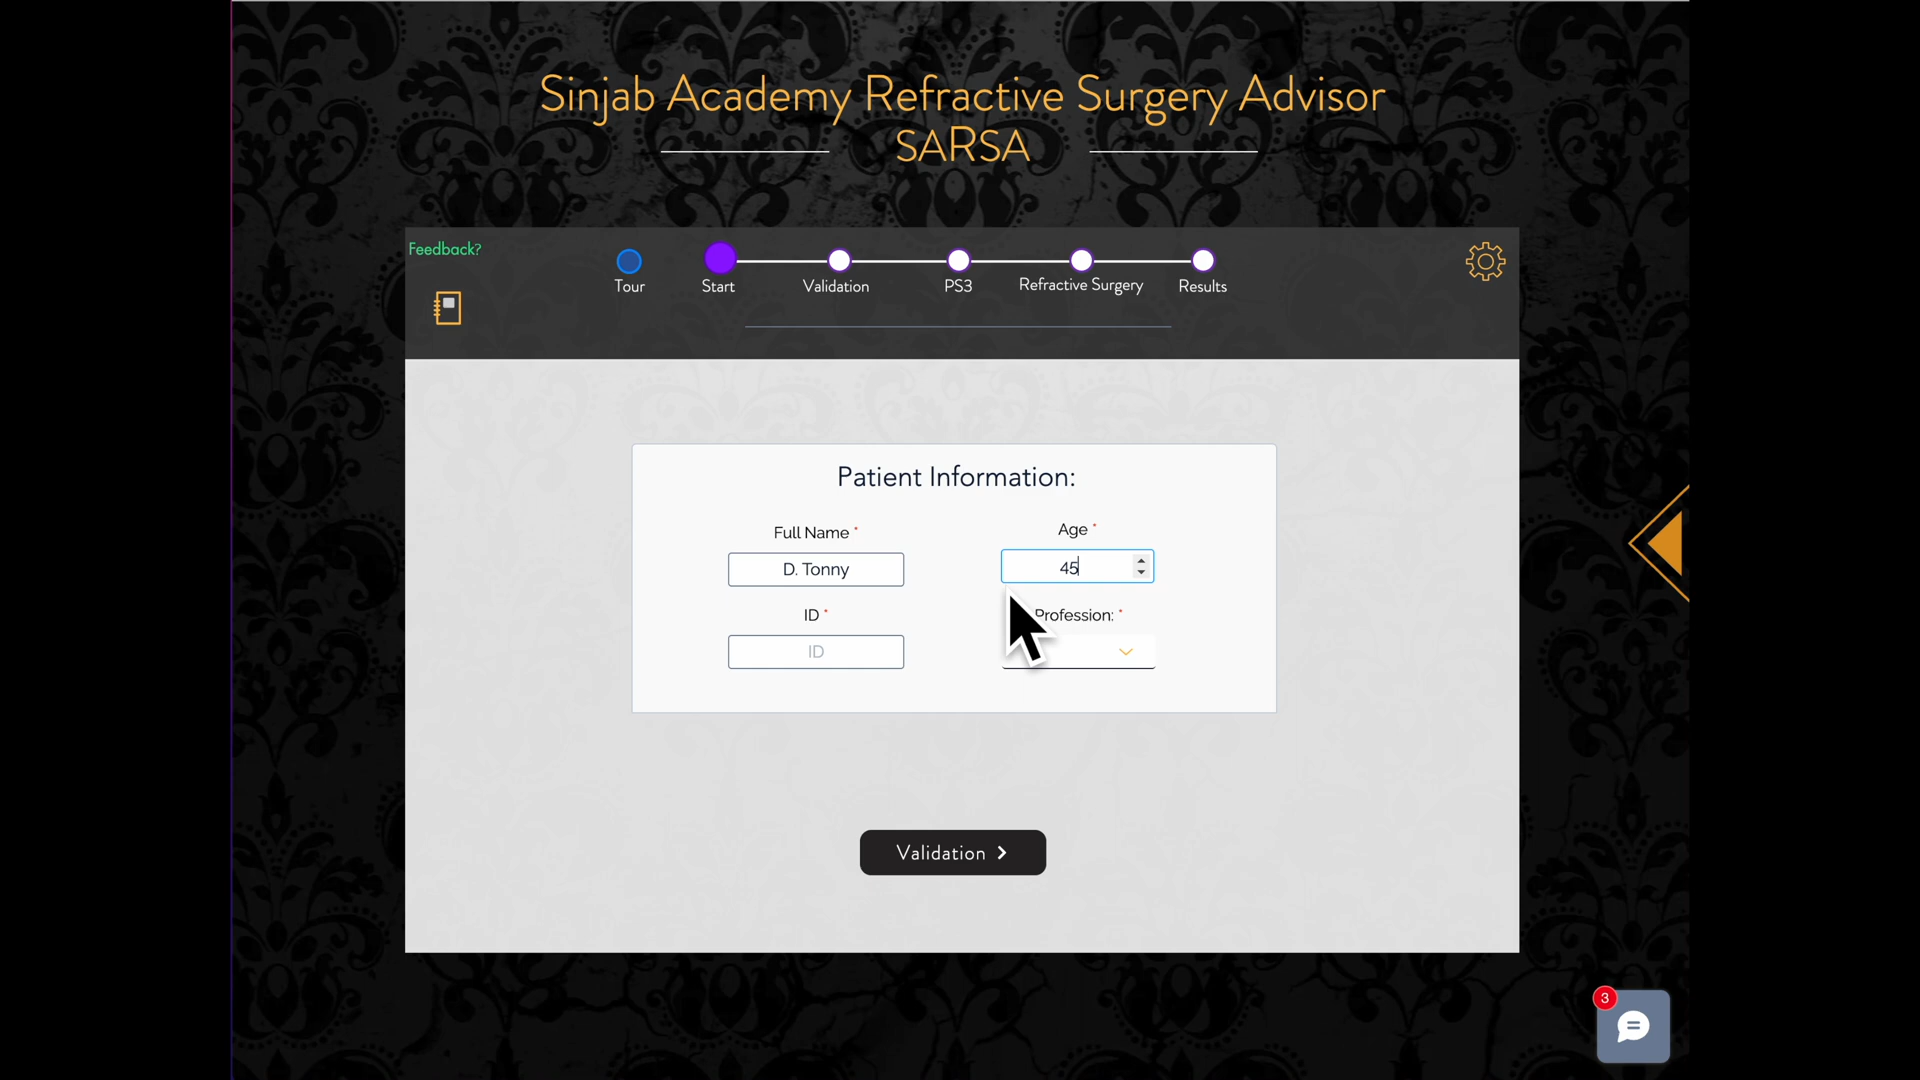 Sinjab Academy Refractive Surgery Advisor
SARSA
Feedback?
Tour
Start
Validation
PS3
Refractive Surgery
Results
Patient Information:
Full Name *
Age *
D. Tonny
45
ID *
Profession: *
ID
Validation
3